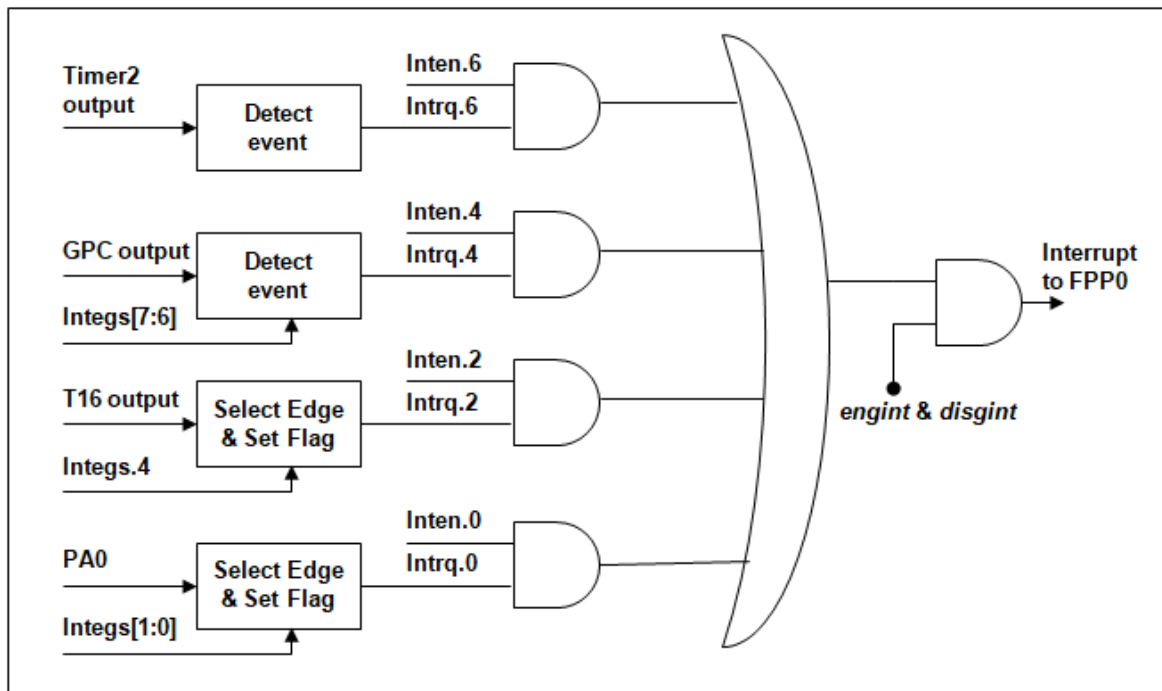 Timer2
output
Detect
event
Inten.6
Intrq.6
GPC output
Integs[7:6]
Detect
event
Inten.4
Intrq.4
T16 output
Integs.4
Select Edge
& Set Flag
Inten.2
Intrq.2
PA0
Integs[1:0]
Select Edge
& Set Flag
Inten.0
Intrq.0
Interrupt
to FPP0
engint & disgint